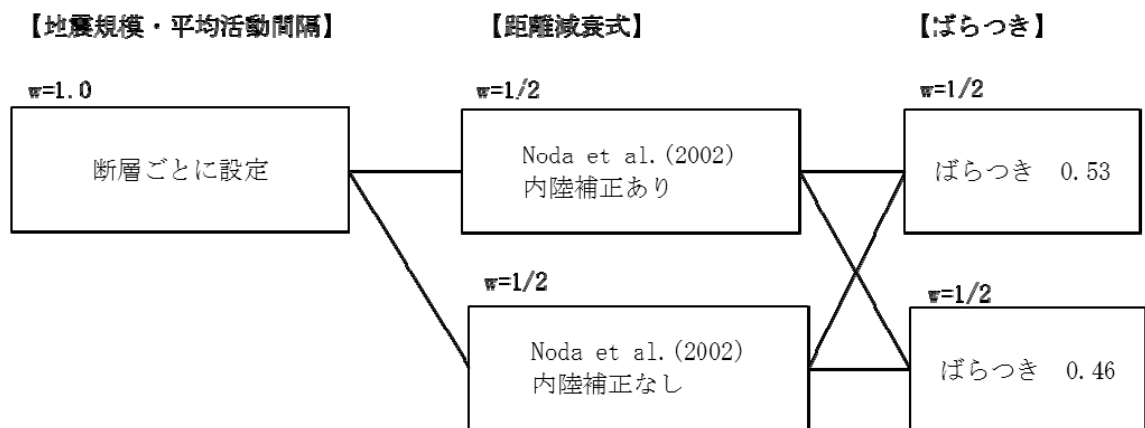 【地震規模・平均活動間隔】 【距離減衰式】 【ばらつき】
w=1.0 w=1/2 w=1/2
断層ごとに設定
Noda et al.(2002)
内陸補正あり
ばらつき 0.53
w=1/2 w=1/2
Noda et al.(2002)
内陸補正なし
ばらつき 0.46